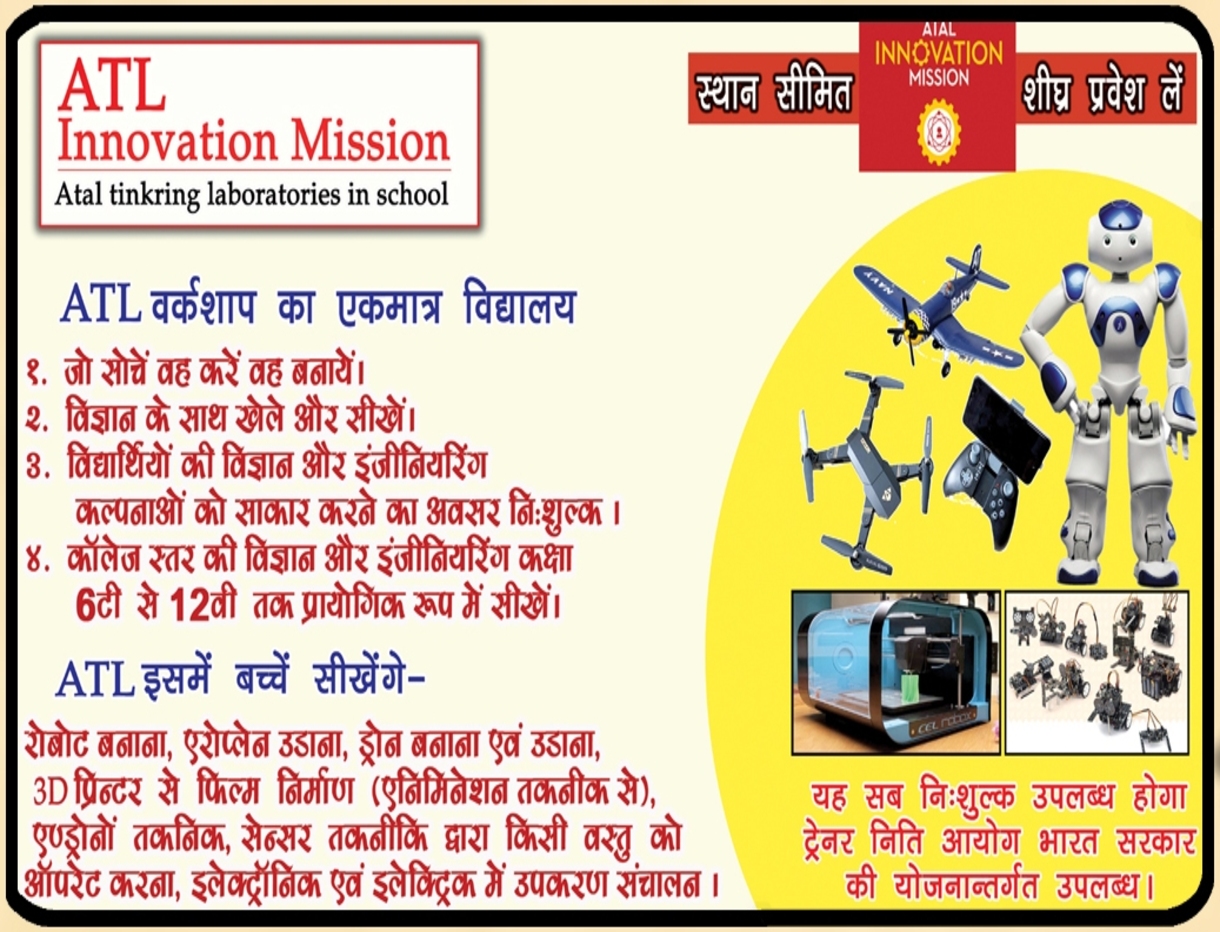 ATL
Innovation Mission
Atal tinkring laboratories in school
स्थान सीमित
ATAL
INNOVATION
MISSION
शीघ्र प्रवेश लें
ATL वर्कशाप का एकमात्र विद्यालय
१. जो सोचें वह करें वह बनायें।
२. विज्ञान के साथ खेले और सीखें।
३. विद्यार्थियों की विज्ञान और इंजीनियरिंग
कल्पनाओं को साकार करने का अवसर निःशुल्क ।
४. कॉलेज स्तर की विज्ञान और इंजीनियरिंग कक्षा
6टी से 12वी तक प्रायोगिक रूप में सीखें।
ATL इसमें बच्चें सीखेंगे-
रोबोट बनाना, एरोप्लेन उडाना, ड्रोन बनाना एवं उडाना,
3D प्रिन्टर से फिल्म निर्माण (एनिमिनेशन तकनीक से),
एण्ड्रोनों तकनिक, सेन्सर तकनीकि द्वारा किसी वस्तु को
ऑपरेट करना, इलेक्ट्रॉनिक एवं इलेक्ट्रिक में उपकरण संचालन ।
NAVY
CEL ROBOX
यह सब निःशुल्क उपलब्ध होगा
ट्रेनर निति आयोग भारत सरकार
की योजनान्तर्गत उपलब्ध।